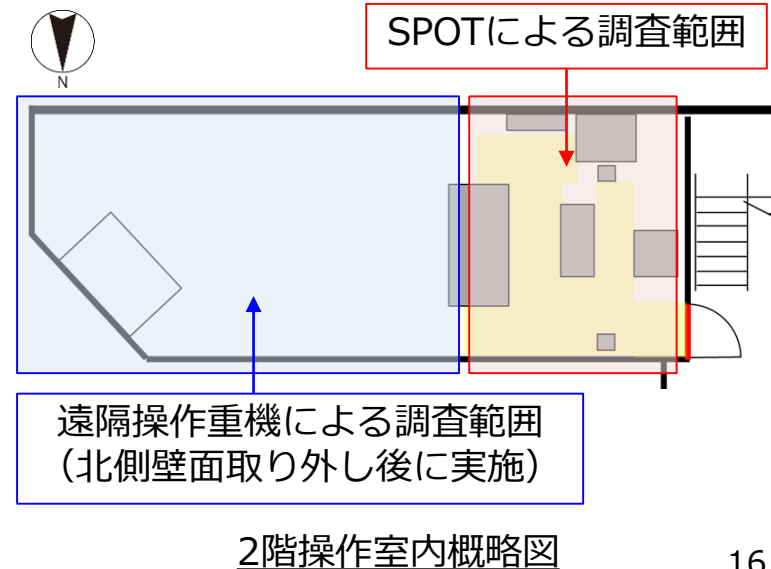 SPOTによる調査範囲
N
遠隔操作重機による調査範囲
（北側壁面取り外し後に実施）
2階操作室内概略図
16